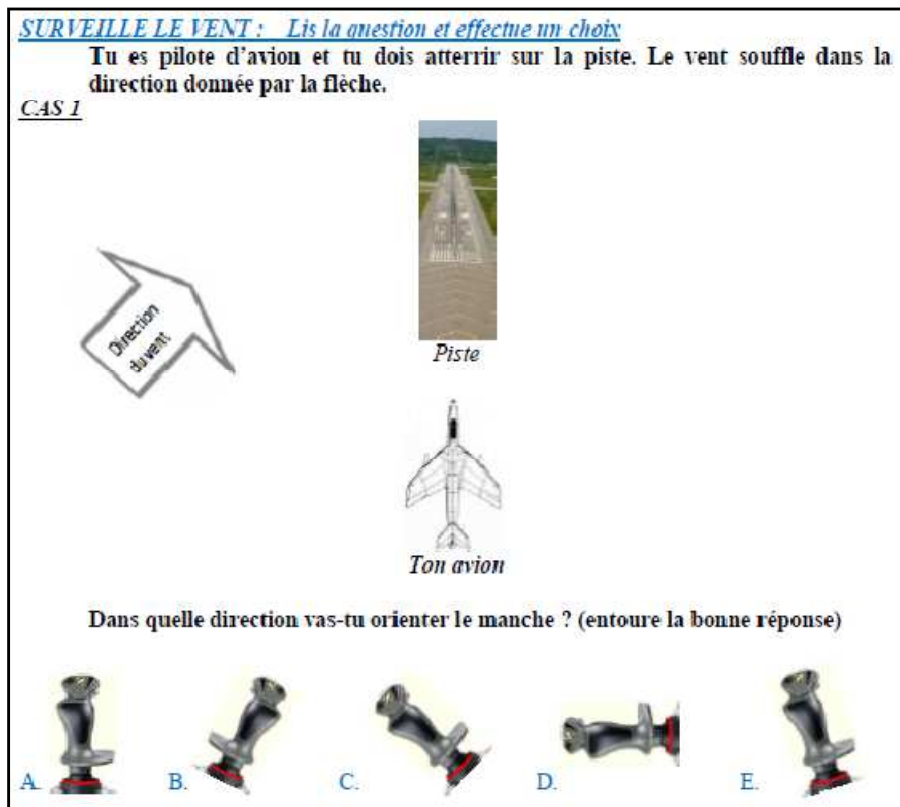 SURVEILLE LE VENT : Lis la question et effectue un choix
Tu es pilote d'avion et tu dois atterrir sur la piste. Le vent souffle dans la
direction donnée par la flèche.
CAS 1
Direction
du vent
Piste
Ton avion
Dans quelle direction vas-tu orienter le manche ? (entoure la bonne réponse)
A. B. C. D. E.